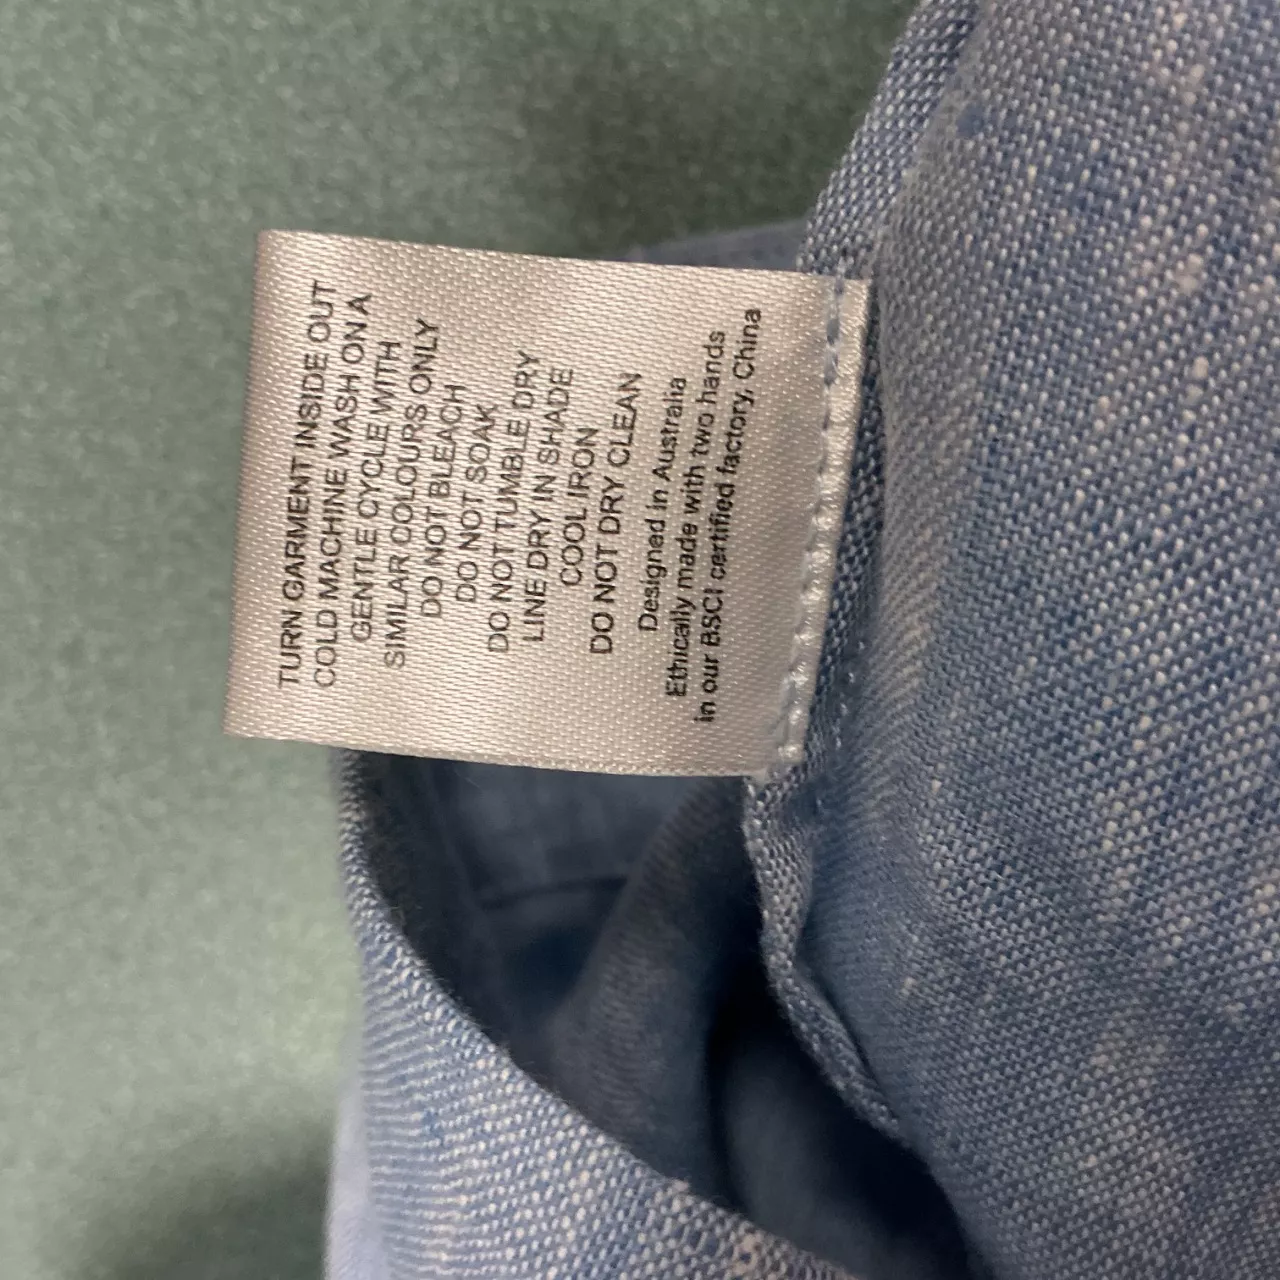 TURN GARMENT INSIDE OUT
COLD MACHINE WASH ON A
GENTLE CYCLE WITH
SIMILAR COLOURS ONLY
DO NOT BLEACH
DO NOT SOAK
DO NOT TUMBLE DRY
LINE DRY IN SHADE
COOL IRON
DO NOT DRY CLEAN
Designed in Australia
Ethically made with two hands
in our BSCI certified factory, China